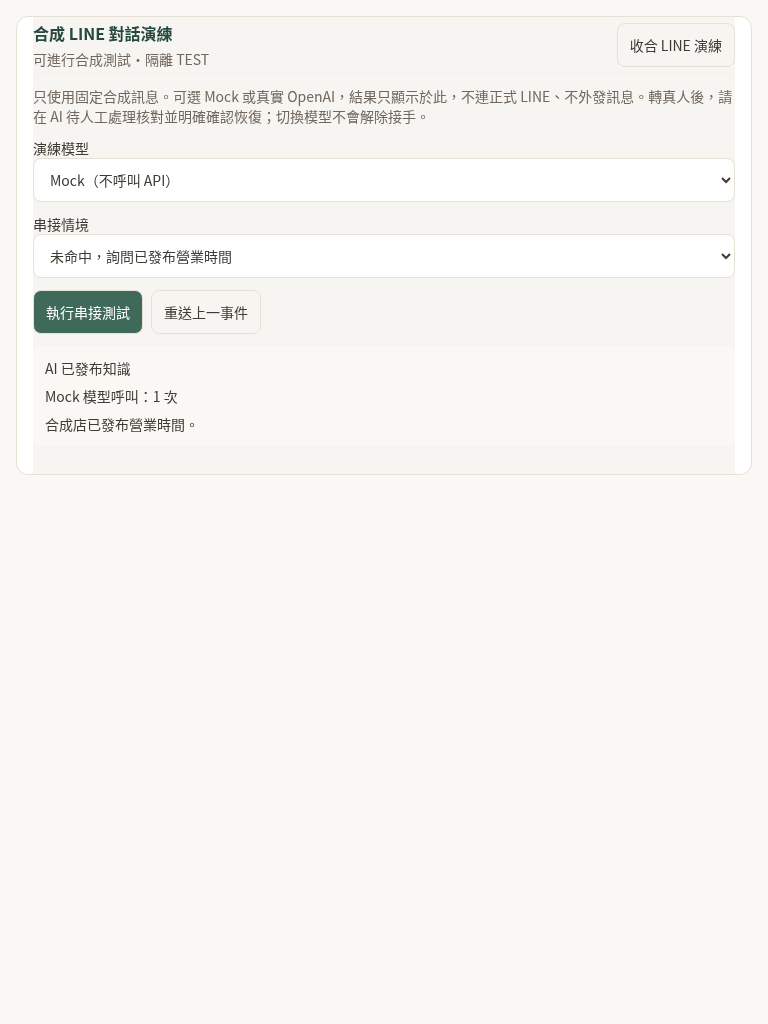 合成 LINE 對話演練
可進行合成測試・隔離 TEST
收合 LINE 演練
只使用固定合成訊息。可選 Mock 或真實 OpenAI，結果只顯示於此，不連正式 LINE、不外發訊息。轉真人後，請
在 AI 待人工處理核對並明確確認恢復；切換模型不會解除接手。
演練模型
Mock（不呼叫 API）
串接情境
未命中，詢問已發布營業時間
執行串接測試
重送上一事件
AI 已發布知識
Mock 模型呼叫：1 次
合成店已發布營業時間。